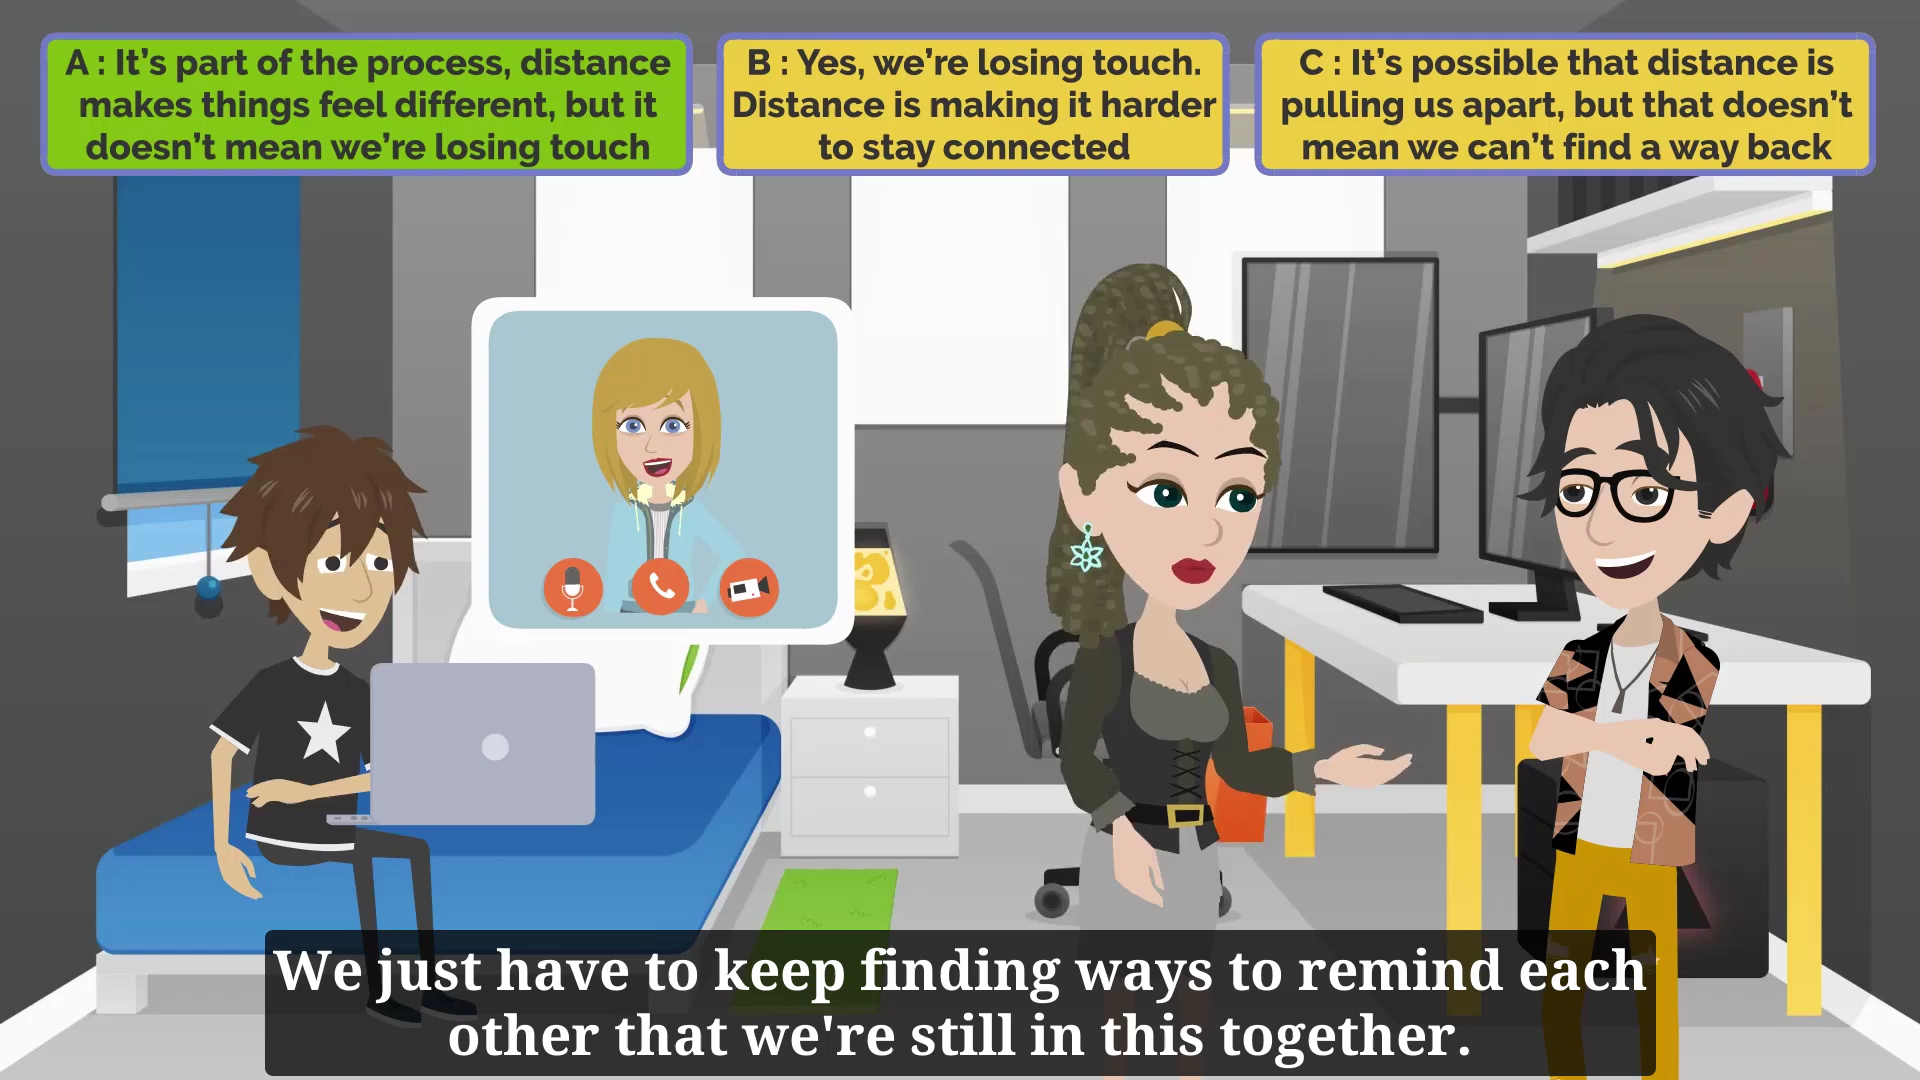 A : It’s part of the process, distance
makes things feel different, but it
doesn’t mean we’re losing touch
B : Yes, we’re losing touch.
Distance is making it harder
to stay connected
C : It’s possible that distance is
pulling us apart, but that doesn’t
mean we can’t find a way back
We just have to keep finding ways to remind each
other that we're still in this together.